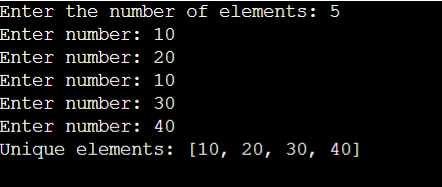 Enter the number of elements: 5
Enter number: 10
Enter number: 20
Enter number: 10
Enter number: 30
Enter number: 40
Unique elements: [10, 20, 30, 40]